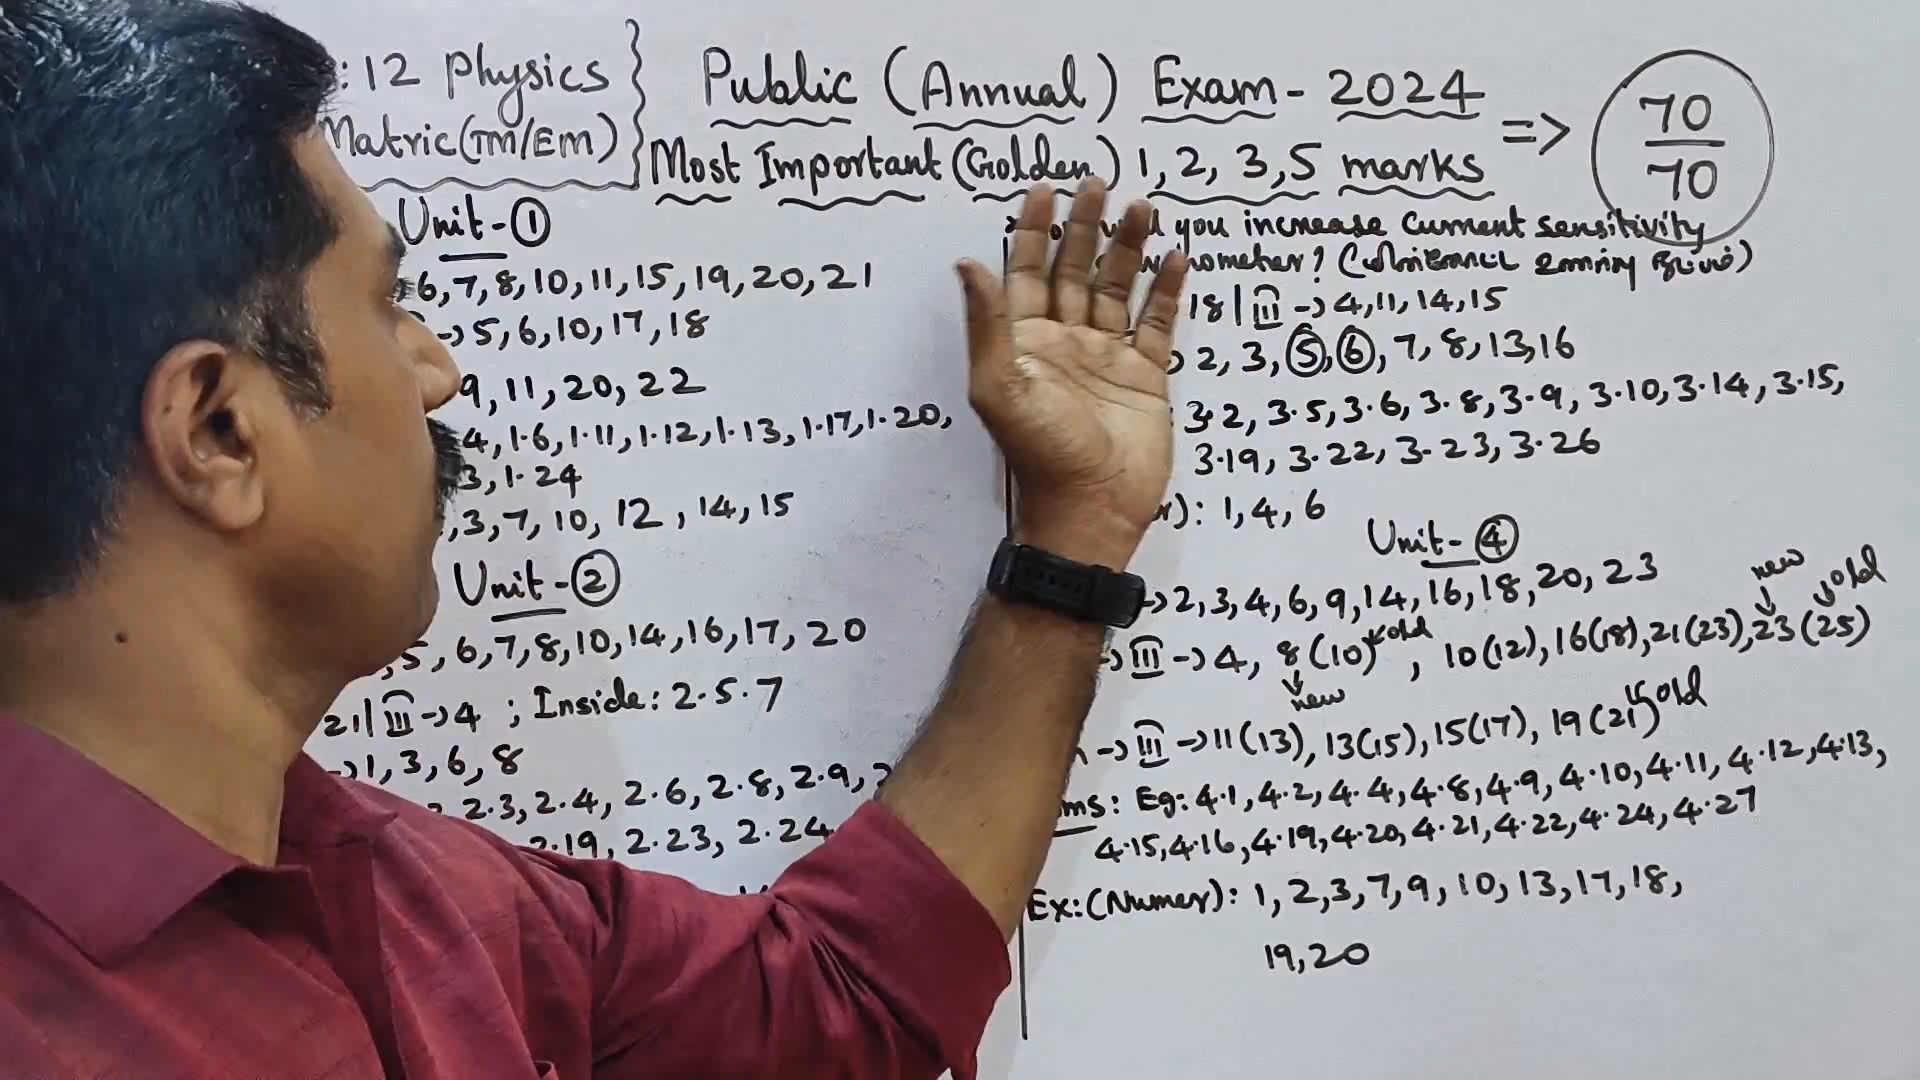 : 12 Physics
Matric (TM/EM)
Public (Annual) Exam - 2024
Most Important (Golden) 1, 2, 3, 5 marks
=> 70/70
Unit - 1
6, 7, 8, 10, 11, 15, 19, 20, 21
-> 5, 6, 10, 17, 18
9, 11, 20, 22
4, 1.6, 1.11, 1.12, 1.13, 1.17, 1.20,
3, 1.24
, 3, 7, 10, 12, 14, 15
Unit - 2
, 5, 6, 7, 8, 10, 14, 16, 17, 20
21 | III -> 4 ; Inside: 2.5.7
-> 1, 3, 6, 8
2.3, 2.4, 2.6, 2.8, 2.9, 2
2.19, 2.23, 2.24
you increase current sensitivity
18 | III -> 4, 11, 14, 15
2, 3, 5, 6, 7, 8, 13, 16
: 3.2, 3.5, 3.6, 3.8, 3.9, 3.10, 3.14, 3.15,
3.19, 3.22, 3.23, 3.26
): 1, 4, 6
Unit - 4
-> 2, 3, 4, 6, 9, 14, 16, 18, 20, 23
new old
-> III -> 4, 8 (10) old, 10 (12), 16 (18), 21 (23), 23 (25)
new
-> III -> 11 (13), 13 (15), 15 (17), 19 (21) old
ms: Eg: 4.1, 4.2, 4.4, 4.8, 4.9, 4.10, 4.11, 4.12, 4.13,
4.15, 4.16, 4.19, 4.20, 4.21, 4.22, 4.24, 4.27
Ex: (Numer): 1, 2, 3, 7, 9, 10, 13, 17, 18,
19, 20